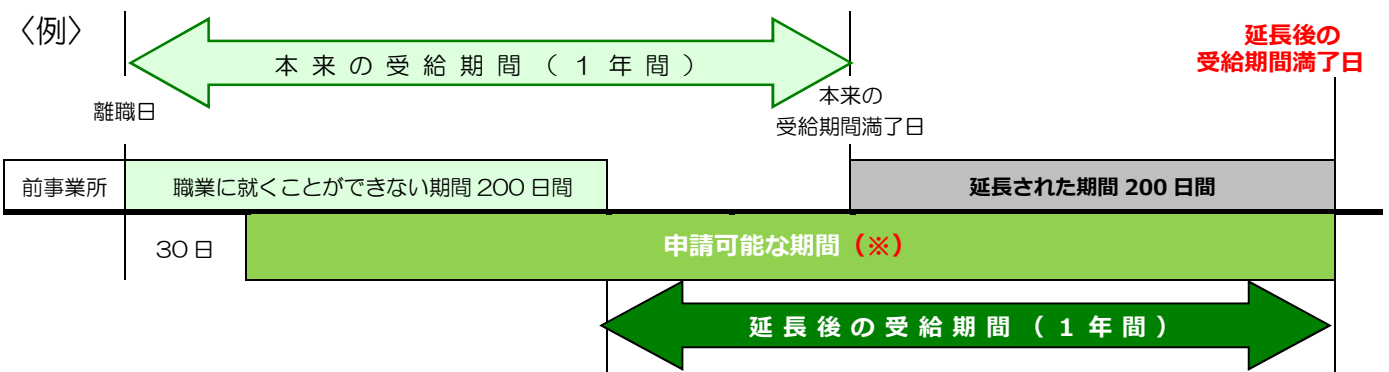 〈例〉
本来の受給期間（１年間）
延長後の
受給期間満了日
離職日
本来の
受給期間満了日
前事業所
職業に就くことができない期間 200 日間
延長された期間 200 日間
30 日
申請可能な期間（※）
延長後の受給期間（１年間）